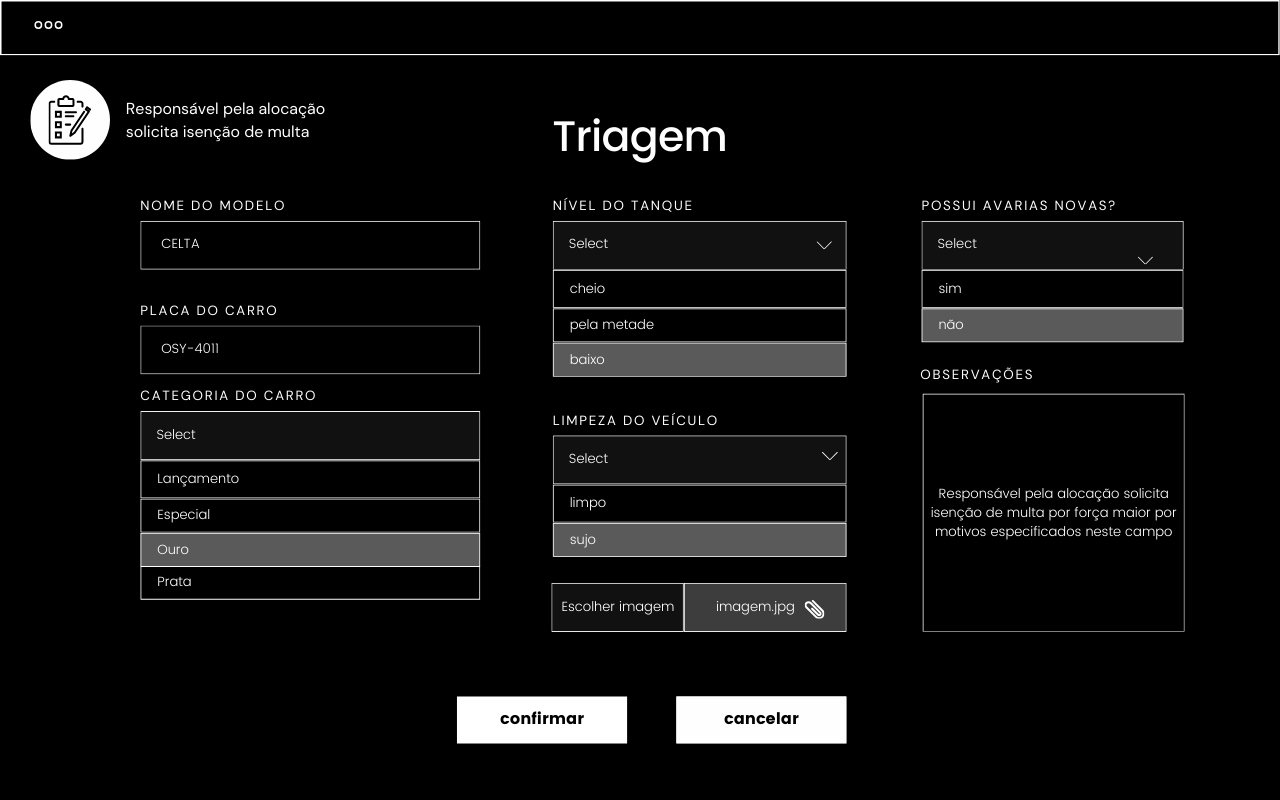 Responsável pela alocação
solicita isenção de multa
Triagem
NOME DO MODELO
CELTA
PLACA DO CARRO
OSY-4011
CATEGORIA DO CARRO
Select
Lançamento
Especial
Ouro
Prata
NÍVEL DO TANQUE
Select
cheio
pela metade
baixo
LIMPEZA DO VEÍCULO
Select
limpo
sujo
Escolher imagem
imagem.jpg
POSSUI AVARIAS NOVAS?
Select
sim
não
OBSERVAÇÕES
Responsável pela alocação solicita
isenção de multa por força maior por
motivos especificados neste campo
confirmar
cancelar